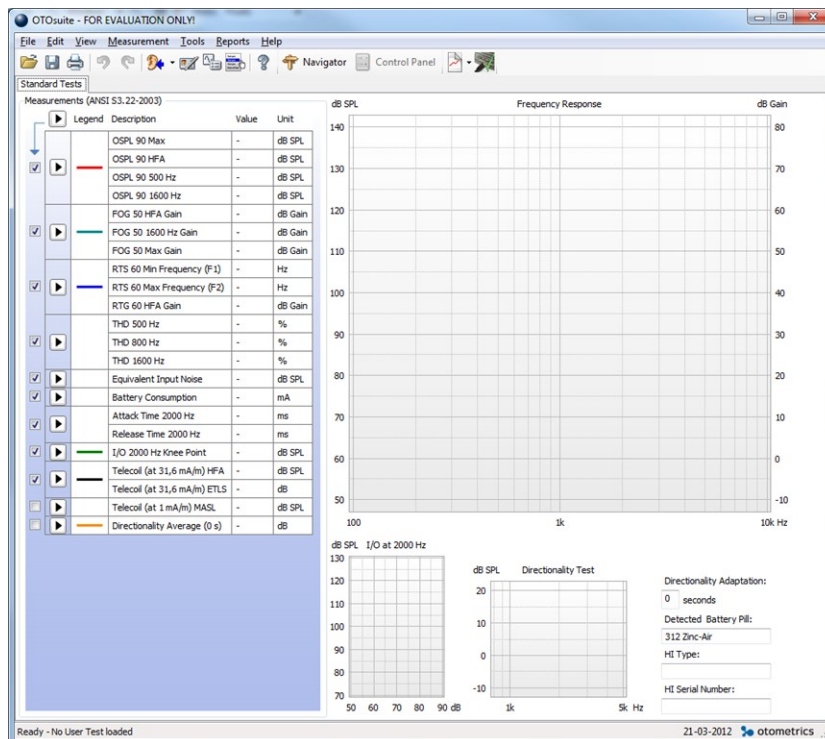 OTOsuite - FOR EVALUATION ONLY!
File Edit View Measurement Tools Reports Help
Navigator Control Panel
Standard Tests
Measurements (ANSI S3.22-2003)
Legend Description Value Unit
OSPL 90 Max - dB SPL
OSPL 90 HFA - dB SPL
OSPL 90 500 Hz - dB SPL
OSPL 90 1600 Hz - dB SPL
FOG 50 HFA Gain - dB Gain
FOG 50 1600 Hz Gain - dB Gain
FOG 50 Max Gain - dB Gain
RTS 60 Min Frequency (F1) - Hz
RTS 60 Max Frequency (F2) - Hz
RTG 60 HFA Gain - dB Gain
THD 500 Hz - %
THD 800 Hz - %
THD 1600 Hz - %
Equivalent Input Noise - dB SPL
Battery Consumption - mA
Attack Time 2000 Hz - ms
Release Time 2000 Hz - ms
I/O 2000 Hz Knee Point - dB SPL
Telecoil (at 31,6 mA/m) HFA - dB SPL
Telecoil (at 31,6 mA/m) ETLS - dB
Telecoil (at 1 mA/m) MASL - dB SPL
Directionality Average (0 s) - dB
dB SPL Frequency Response dB Gain
140 80
130 70
120 60
110 50
100 40
90 30
80 20
70 10
60 0
50 -10
100 1k 10k Hz
dB SPL I/O at 2000 Hz
130
120
110
100
90
80
70
50 60 70 80 90 dB
dB SPL Directionality Test
20
10
0
-10
1k 5k Hz
Directionality Adaptation:
0 seconds
Detected Battery Pill:
312 Zinc-Air
HI Type:
HI Serial Number:
Ready - No User Test loaded
21-03-2012 otometrics